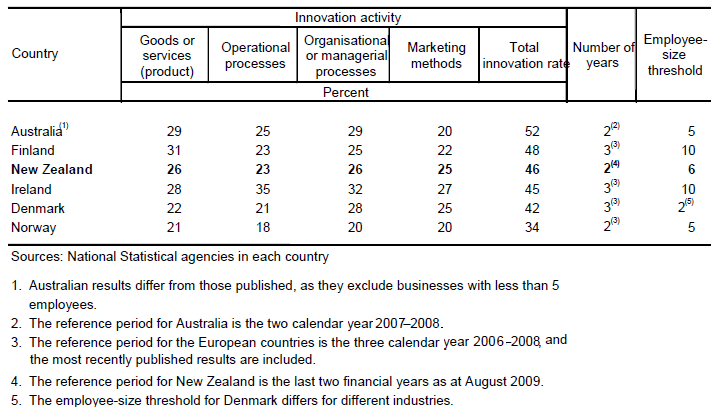 Innovation activity
Country Goods or services (product) Operational processes Organisational or managerial processes Marketing methods Total innovation rate Number of years Employee-size threshold
Percent
Australia(1) 29 25 29 20 52 2(2) 5
Finland 31 23 25 22 48 3(3) 10
New Zealand 26 23 26 25 46 2(4) 6
Ireland 28 35 32 27 45 3(3) 10
Denmark 22 21 28 25 42 3(3) 2(5)
Norway 21 18 20 20 34 2(3) 5
Sources: National Statistical agencies in each country
1. Australian results differ from those published, as they exclude businesses with less than 5
employees.
2. The reference period for Australia is the two calendar year 2007–2008.
3. The reference period for the European countries is the three calendar year 2006–2008, and
the most recently published results are included.
4. The reference period for New Zealand is the last two financial years as at August 2009.
5. The employee-size threshold for Denmark differs for different industries.